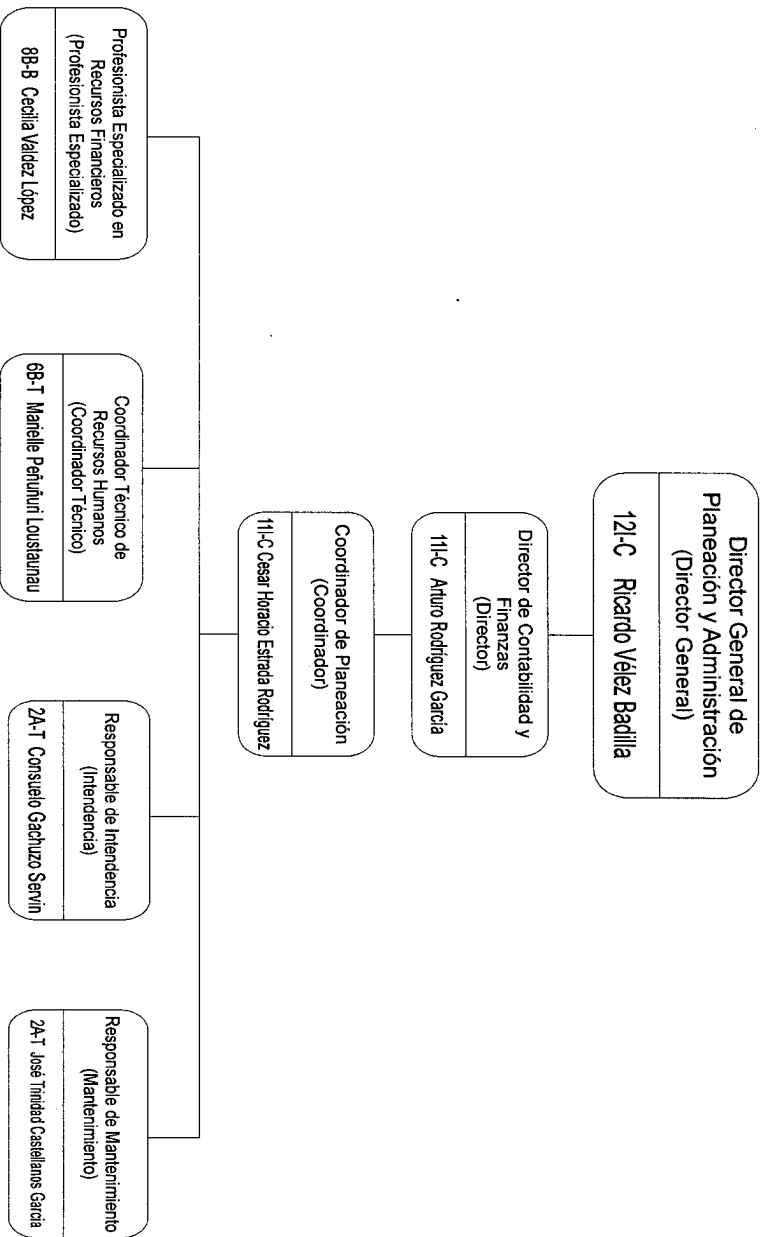 Director General de
Planeación y Administración
(Director General)
12I-C Ricardo Vélez Badilla
Director de Contabilidad y
Finanzas
(Director)
11I-C Arturo Rodríguez García
Coordinador de Planeación
(Coordinador)
11I-C Cesar Horacio Estrada Rodríguez
Profesionista Especializado en
Recursos Financieros
(Profesionista Especializado)
8B-B Cecilia Valdez López
Coordinador Técnico de
Recursos Humanos
(Coordinador Técnico)
6B-T Marielle Peñuñuri Loustaunau
Responsable de Intendencia
(Intendencia)
2A-T Consuelo Gachuzo Servin
Responsable de Mantenimiento
(Mantenimiento)
2A-T José Trinidad Castellanos García